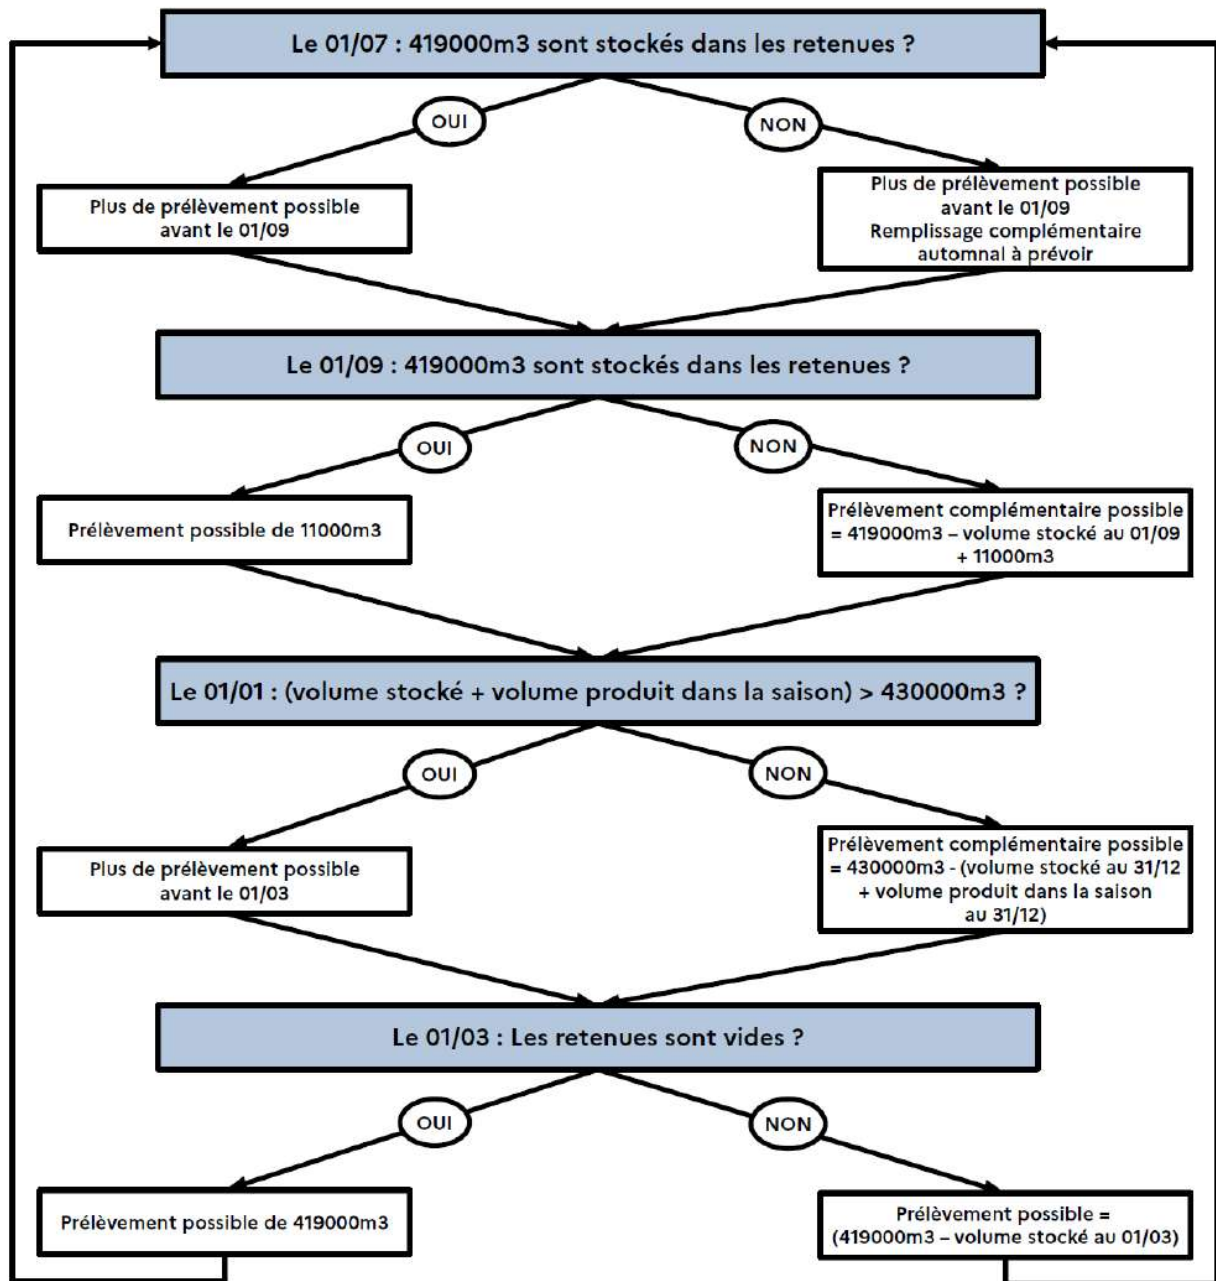 Le 01/07 : 419000m3 sont stockés dans les retenues ?
OUI
NON
Plus de prélèvement possible
avant le 01/09
Plus de prélèvement possible
avant le 01/09
Remplissage complémentaire
automnal à prévoir
Le 01/09 : 419000m3 sont stockés dans les retenues ?
OUI
NON
Prélèvement possible de 11000m3
Prélèvement complémentaire possible
= 419000m3 – volume stocké au 01/09
+ 11000m3
Le 01/01 : (volume stocké + volume produit dans la saison) > 430000m3 ?
OUI
NON
Plus de prélèvement possible
avant le 01/03
Prélèvement complémentaire possible
= 430000m3 - (volume stocké au 31/12
+ volume produit dans la saison
au 31/12)
Le 01/03 : Les retenues sont vides ?
OUI
NON
Prélèvement possible de 419000m3
Prélèvement possible =
(419000m3 – volume stocké au 01/03)